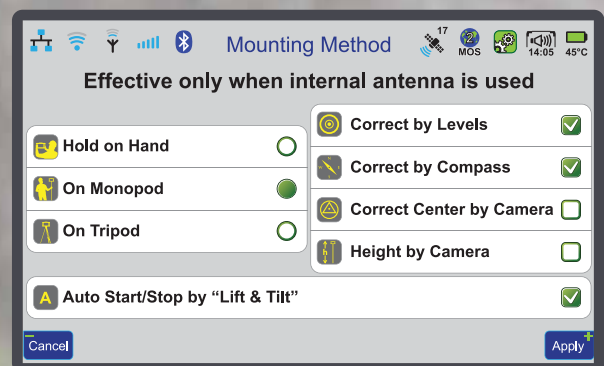 Mounting Method
17
2
MOS
14:05
45°C
Effective only when internal antenna is used
Hold on Hand
On Monopod
On Tripod
Correct by Levels
Correct by Compass
Correct Center by Camera
h
Height by Camera
A
Auto Start/Stop by “Lift & Tilt”
Cancel
Apply